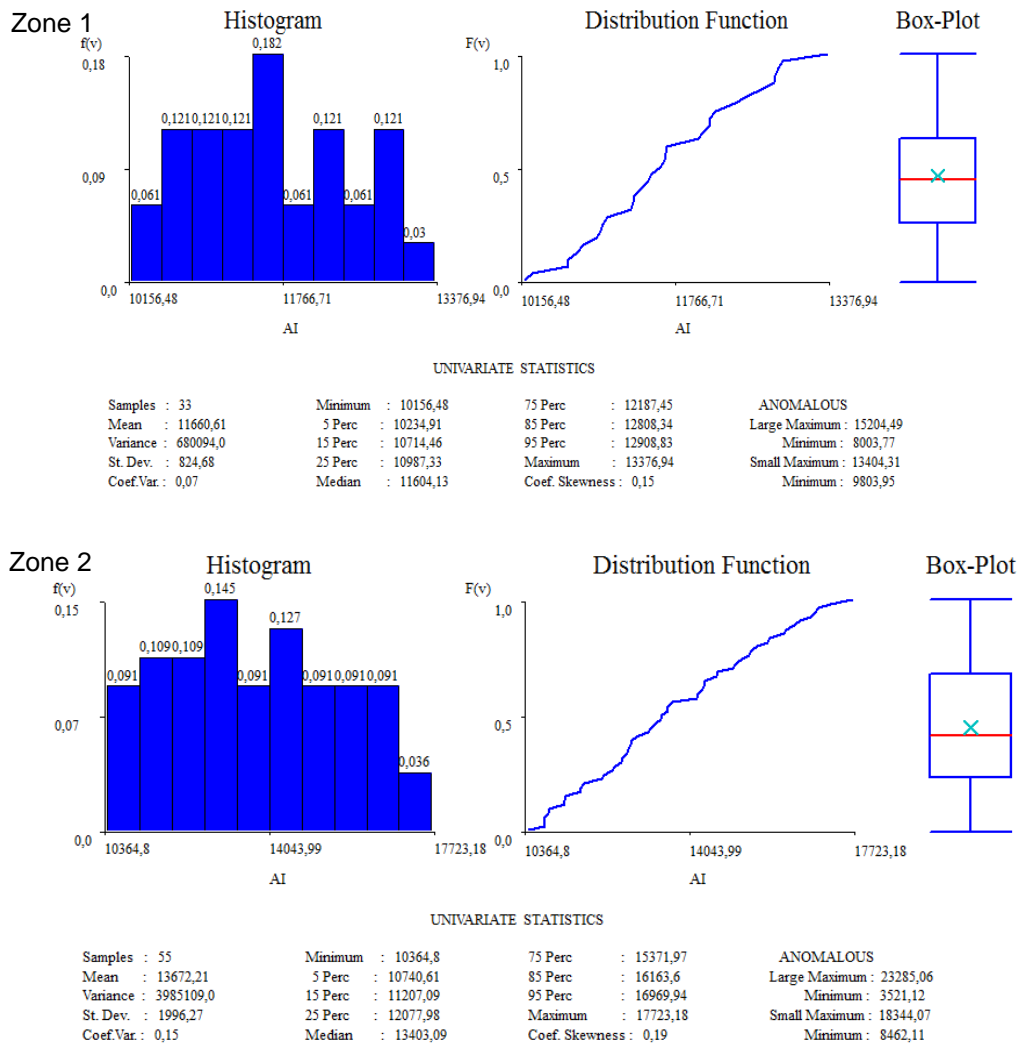 Zone 1
Histogram
Distribution Function
Box-Plot
f(v)
0,18
0,09
0,0
0,061
0,121
0,121
0,121
0,182
0,061
0,121
0,061
0,121
0,03
10156,48
11766,71
13376,94
AI
F(v)
1,0
0,5
0,0
10156,48
11766,71
13376,94
AI
UNIVARIATE STATISTICS
Samples : 33
Mean : 11660,61
Variance : 680094,0
St. Dev. : 824,68
Coef.Var. : 0,07
Minimum : 10156,48
5 Perc : 10234,91
15 Perc : 10714,46
25 Perc : 10987,33
Median : 11604,13
75 Perc : 12187,45
85 Perc : 12808,34
95 Perc : 12908,83
Maximum : 13376,94
Coef. Skewness : 0,15
ANOMALOUS
Large Maximum : 15204,49
Minimum : 8003,77
Small Maximum : 13404,31
Minimum : 9803,95
Zone 2
Histogram
Distribution Function
Box-Plot
f(v)
0,15
0,07
0,0
0,091
0,109
0,109
0,145
0,091
0,127
0,091
0,091
0,091
0,036
10364,8
14043,99
17723,18
AI
F(v)
1,0
0,5
0,0
10364,8
14043,99
17723,18
AI
UNIVARIATE STATISTICS
Samples : 55
Mean : 13672,21
Variance : 3985109,0
St. Dev. : 1996,27
Coef.Var. : 0,15
Minimum : 10364,8
5 Perc : 10740,61
15 Perc : 11207,09
25 Perc : 12077,98
Median : 13403,09
75 Perc : 15371,97
85 Perc : 16163,6
95 Perc : 16969,94
Maximum : 17723,18
Coef. Skewness : 0,19
ANOMALOUS
Large Maximum : 23285,06
Minimum : 3521,12
Small Maximum : 18344,07
Minimum : 8462,11